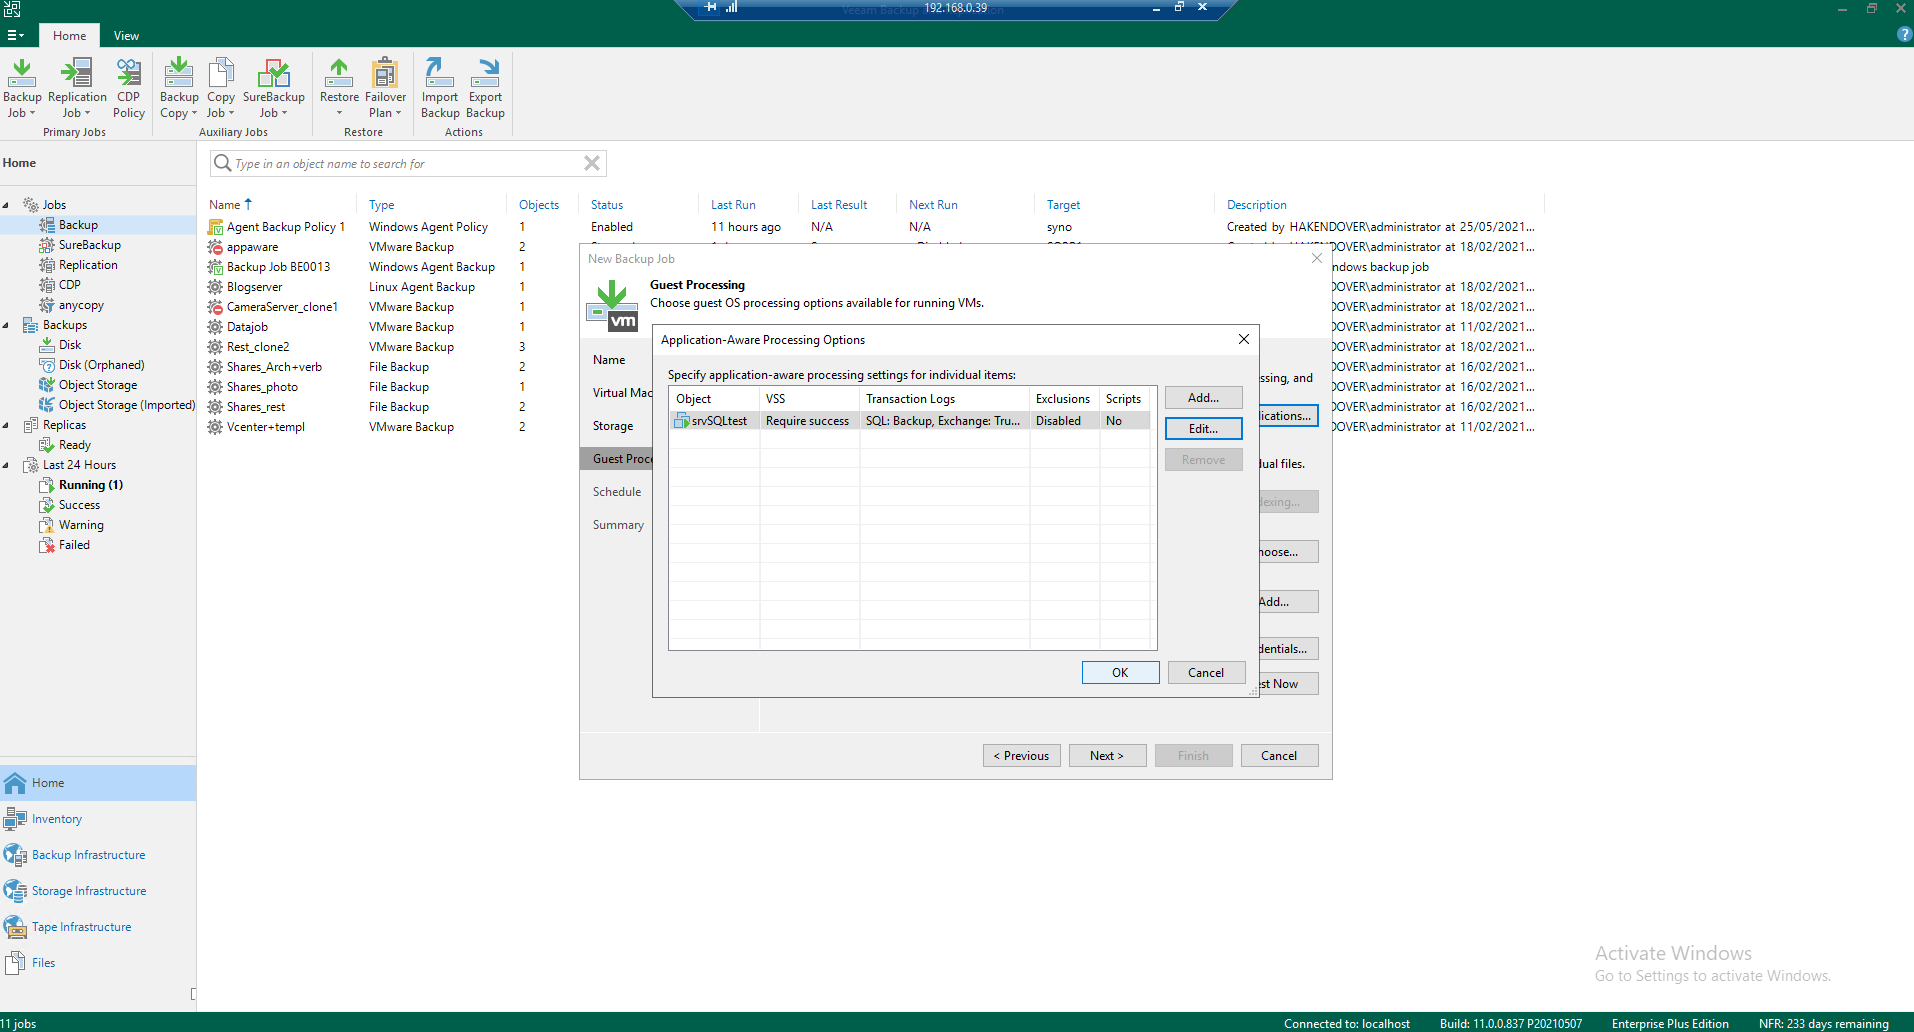 192.168.0.39
Home
View
Backup Job
Replication Job
CDP Policy
Backup Copy
Copy Job
SureBackup Job
Restore
Failover Plan
Import Backup
Export Backup
Primary Jobs
Auxiliary Jobs
Restore
Actions
Home
Jobs
Backup
SureBackup
Replication
CDP
anycopy
Backups
Disk
Disk (Orphaned)
Object Storage
Object Storage (Imported)
Replicas
Ready
Last 24 Hours
Running (1)
Success
Warning
Failed
Home
Inventory
Backup Infrastructure
Storage Infrastructure
Tape Infrastructure
Files
Type in an object name to search for
Name Type Objects Status Last Run Last Result Next Run Target Description
Agent Backup Policy 1 Windows Agent Policy 1 Enabled 11 hours ago N/A N/A syno Created by HAKENDOVER\administrator at 25/05/2021...
appaware VMware Backup 2 DOVER\administrator at 18/02/2021...
Backup Job BE0013 Windows Agent Backup 1 ndows backup job
Blogserver Linux Agent Backup 1 DOVER\administrator at 18/02/2021...
CameraServer_clone1 VMware Backup 1 DOVER\administrator at 18/02/2021...
Datajob VMware Backup 1 DOVER\administrator at 11/02/2021...
Rest_clone2 VMware Backup 3 DOVER\administrator at 18/02/2021...
Shares_Arch+verb File Backup 2 DOVER\administrator at 16/02/2021...
Shares_photo File Backup 1 DOVER\administrator at 16/02/2021...
Shares_rest File Backup 2 DOVER\administrator at 16/02/2021...
Vcenter+templ VMware Backup 2 DOVER\administrator at 11/02/2021...
New Backup Job
vm
Guest Processing
Choose guest OS processing options available for running VMs.
Name
Virtual Mac
Storage
Guest Proce
Schedule
Summary
ssing, and
lications...
ual files.
exing...
oose...
Add...
dentials...
st Now
< Previous
Next >
Finish
Cancel
Application-Aware Processing Options
Specify application-aware processing settings for individual items:
Object VSS Transaction Logs Exclusions Scripts
srvSQLtest Require success SQL: Backup, Exchange: Tru... Disabled No
Add...
Edit...
Remove
OK
Cancel
Activate Windows
Go to Settings to activate Windows.
11 jobs
Connected to: localhost
Build: 11.0.0.837 P20210507
Enterprise Plus Edition
NFR: 233 days remaining